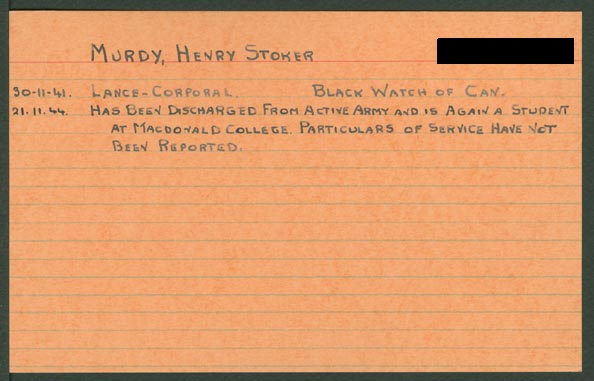 MURDY, HENRY STOKER
30-11-41. LANCE-CORPORAL. BLACK WATCH OF CAN.
21.11.44. HAS BEEN DISCHARGED FROM ACTIVE ARMY AND IS AGAIN A STUDENT
AT MACDONALD COLLEGE. PARTICULARS OF SERVICE HAVE NOT
BEEN REPORTED.